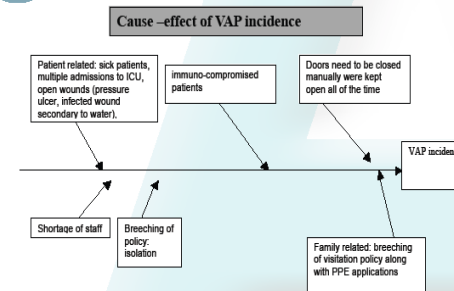 Cause –effect of VAP incidence
Patient related: sick patients,
multiple admissions to ICU,
open wounds (pressure
ulcer, infected wound
secondary to water),
immuno-compromised
patients
Doors need to be closed
manually were kept
open all of the time
VAP inciden
Shortage of staff
Breeching of
policy:
isolation
Family related: breeching
of visitation policy along
with PPE applications